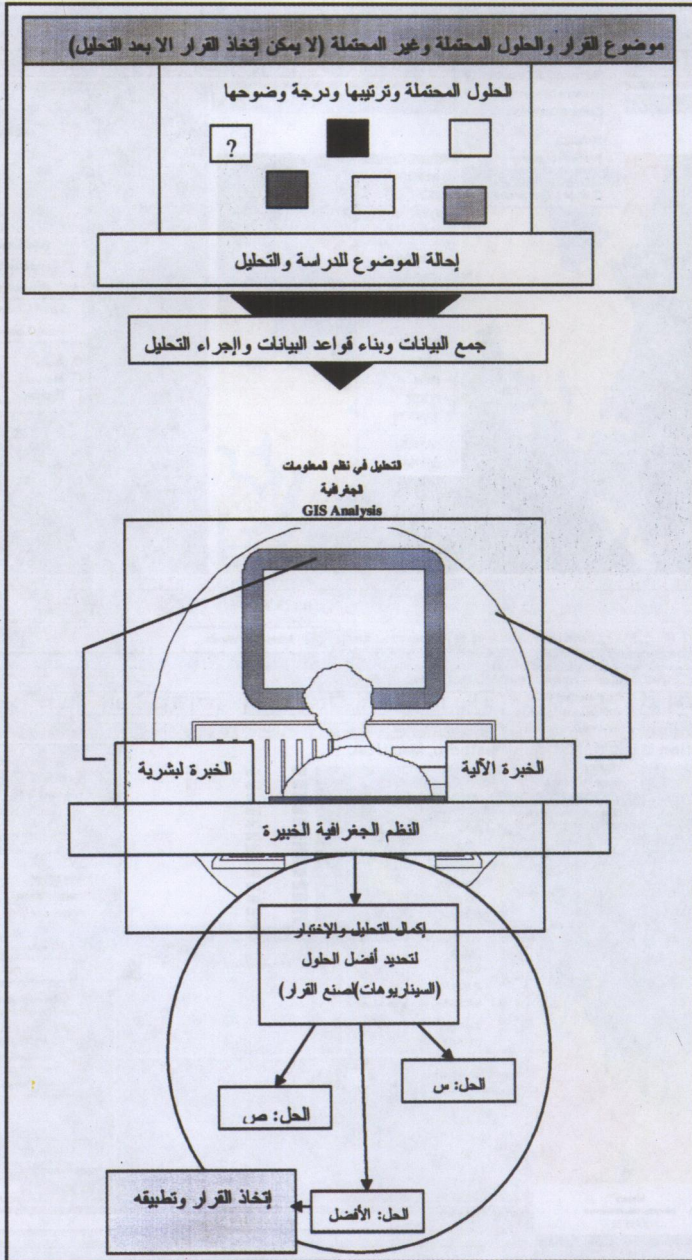 موضوع القرار والحلول المحتملة وغير المحتملة (لا يمكن إتخاذ القرار الا بعد التحليل)
الحلول المحتملة وترتيبها ودرجة وضوحها
?
إحالة الموضوع للدراسة والتحليل
جمع البيانات وبناء قواعد البيانات واإجراء التحليل
التحليل في نظم المعلومات
الجغرافية
GIS Analysis
الخبرة الآلية
الخبرة لبشرية
النظم الجغرافية الخبيرة
إكمال التحليل والإختبار
لتحديد أفضل الحلول
(السيناريوهات)لصنع القرار)
الحل: س
الحل: ص
الحل: الأفضل
إتخاذ القرار وتطبيقه